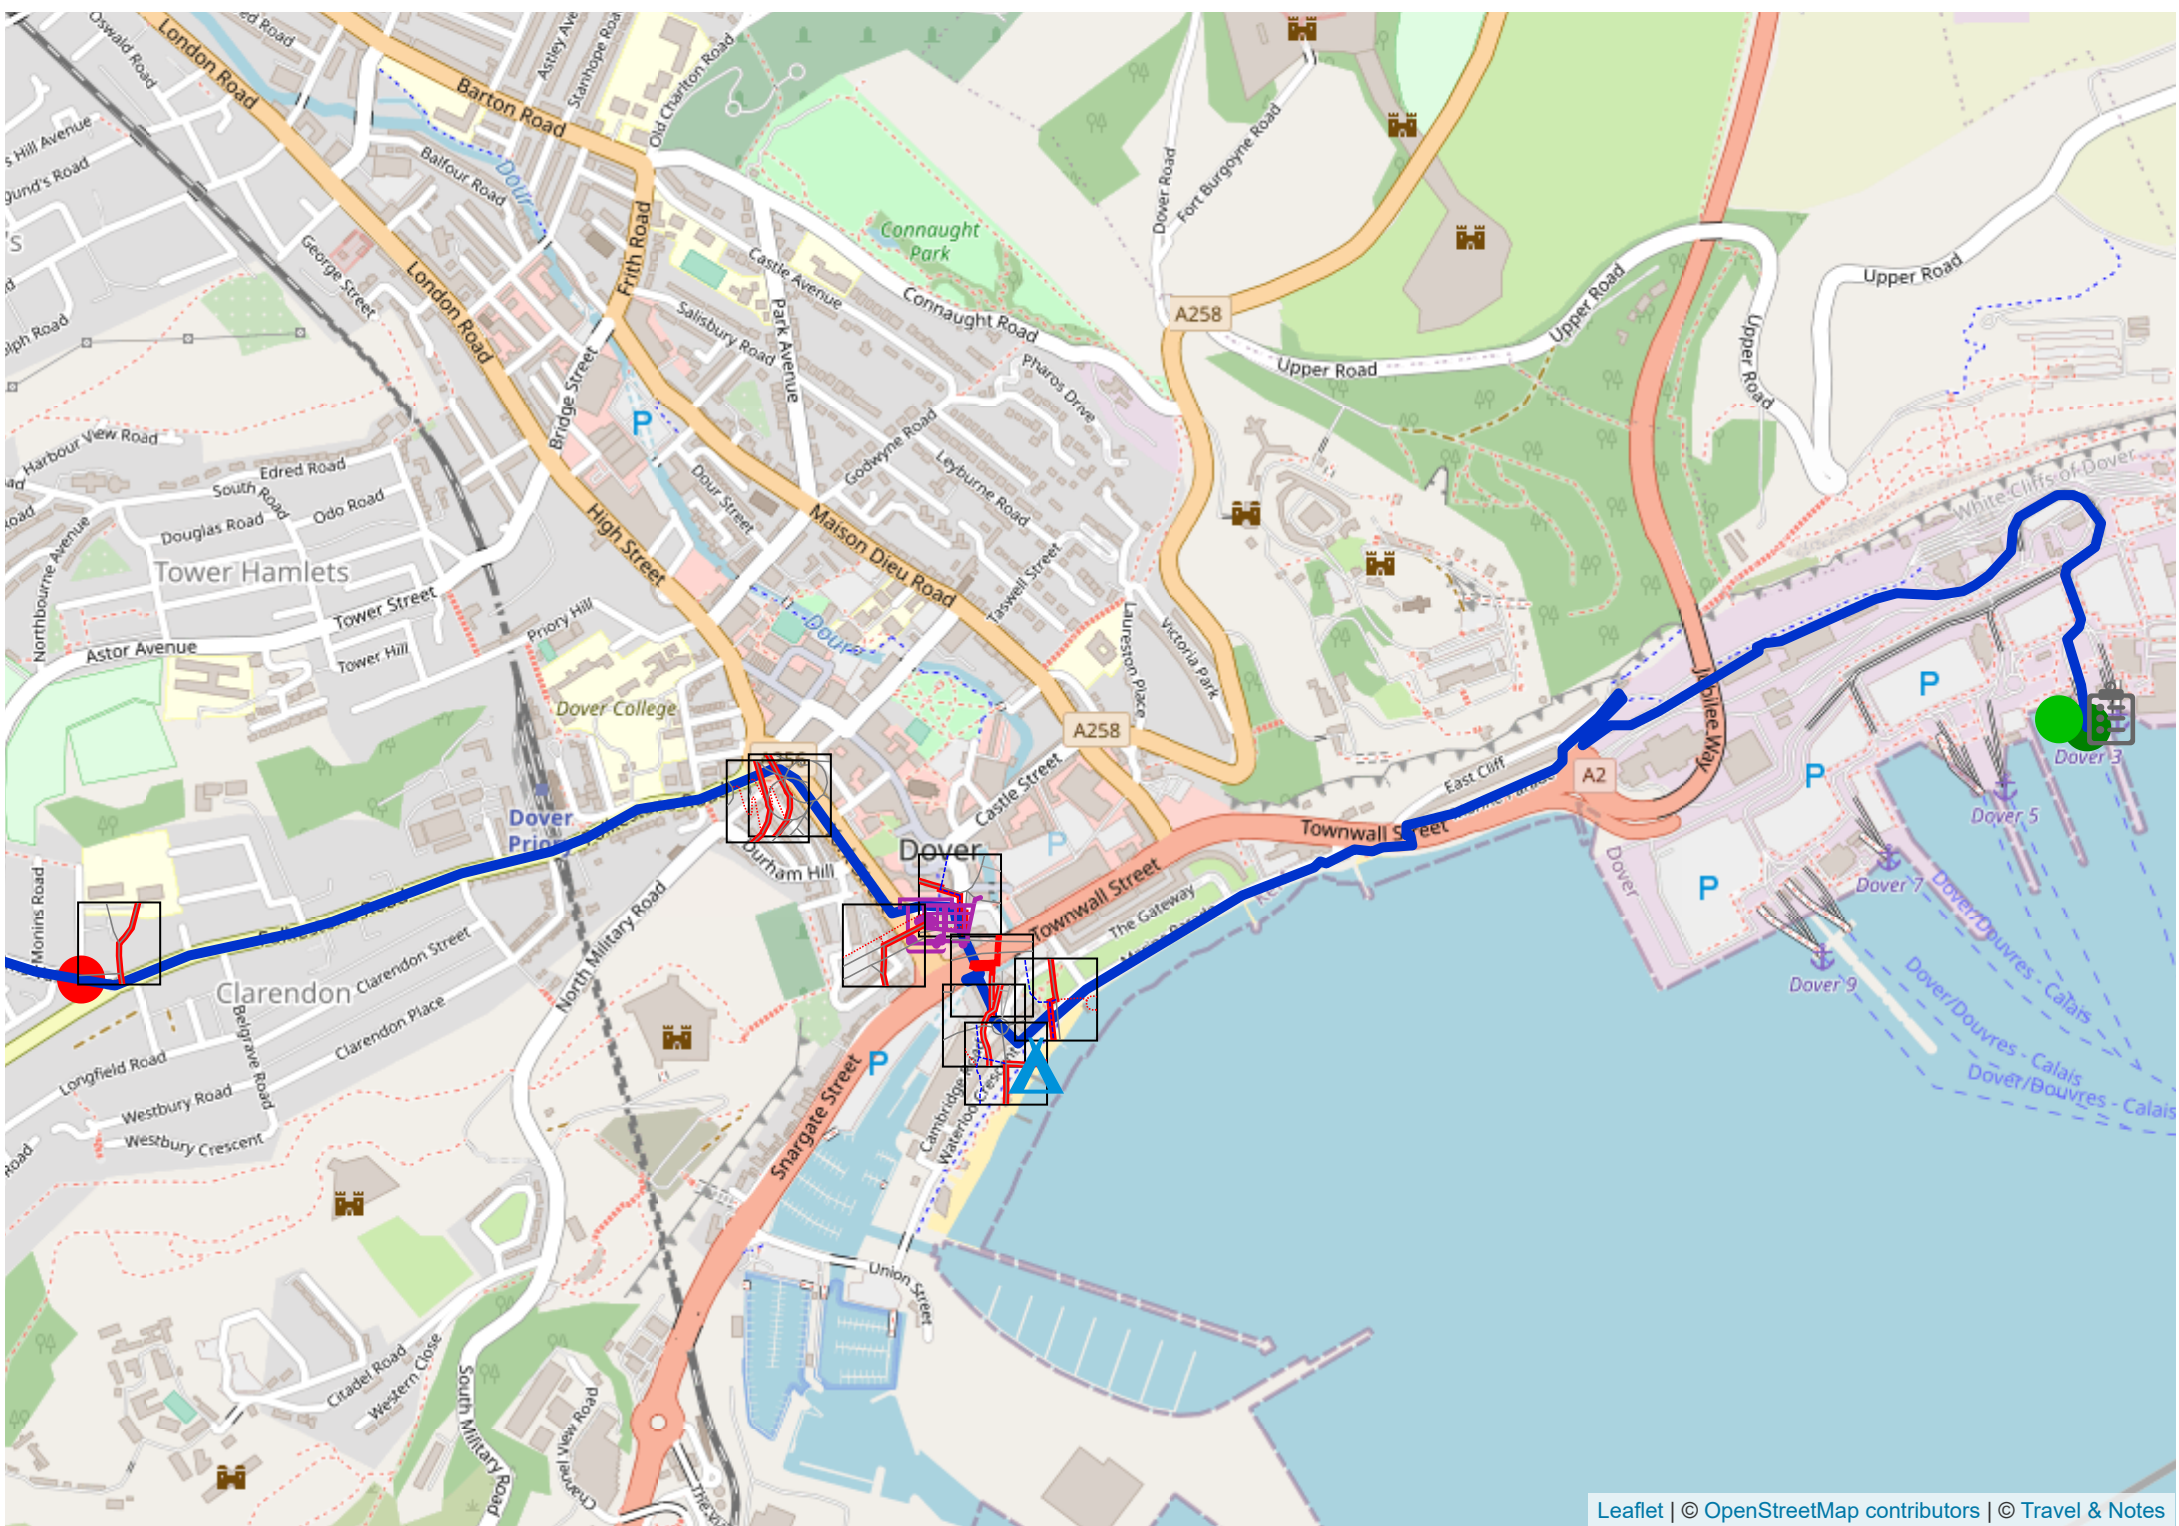 Oswald Road
London Road
Barton Road
Astley Ave
Stanhope Road
Old Charlton Road
Balfour Road
Dour
George Street
London Road
Frith Road
Castle Avenue
Connaught
Park
Connaught Road
Salisbury Road
Park Avenue
Pharos Drive
Dover Road
Fort Burgoyne Road
A258
Upper Road
Upper Road
Upper Road
Upper Road
Harbour View Road
Edred Road
South Road
Odo Road
Douglas Road
Northbourne Avenue
Tower Hamlets
Tower Street
Tower Hill
Astor Avenue
Priory Hill
Bridge Street
P
High Street
Dour Street
Godwyne Road
Leyburne Road
Maison Dieu Road
Taswell Street
Laureston Place
Victoria Park
Dour
White Cliffs of Dover
Dover College
A258
Castle Street
Jubilee Way
East Cliff
A2
P
P
P
Dover 3
Dover 5
Dover 7
Dover 9
Dover
Dover
Priory
Durham Hill
Dover
P
Townwall Street
Townwall Street
The Gateway
North Military Road
Monins Road
Clarendon
Clarendon Street
Clarendon Place
Belgrave Road
Longfield Road
Westbury Road
Westbury Crescent
P
Snargate Street
Union Street
Dover/Douvres - Calais
Dover/Douvres - Calais
Dover/Douvres - Calais
Citadel Road
Western Close
South Military Road
Channel View Road
Leaflet | © OpenStreetMap contributors | © Travel & Notes